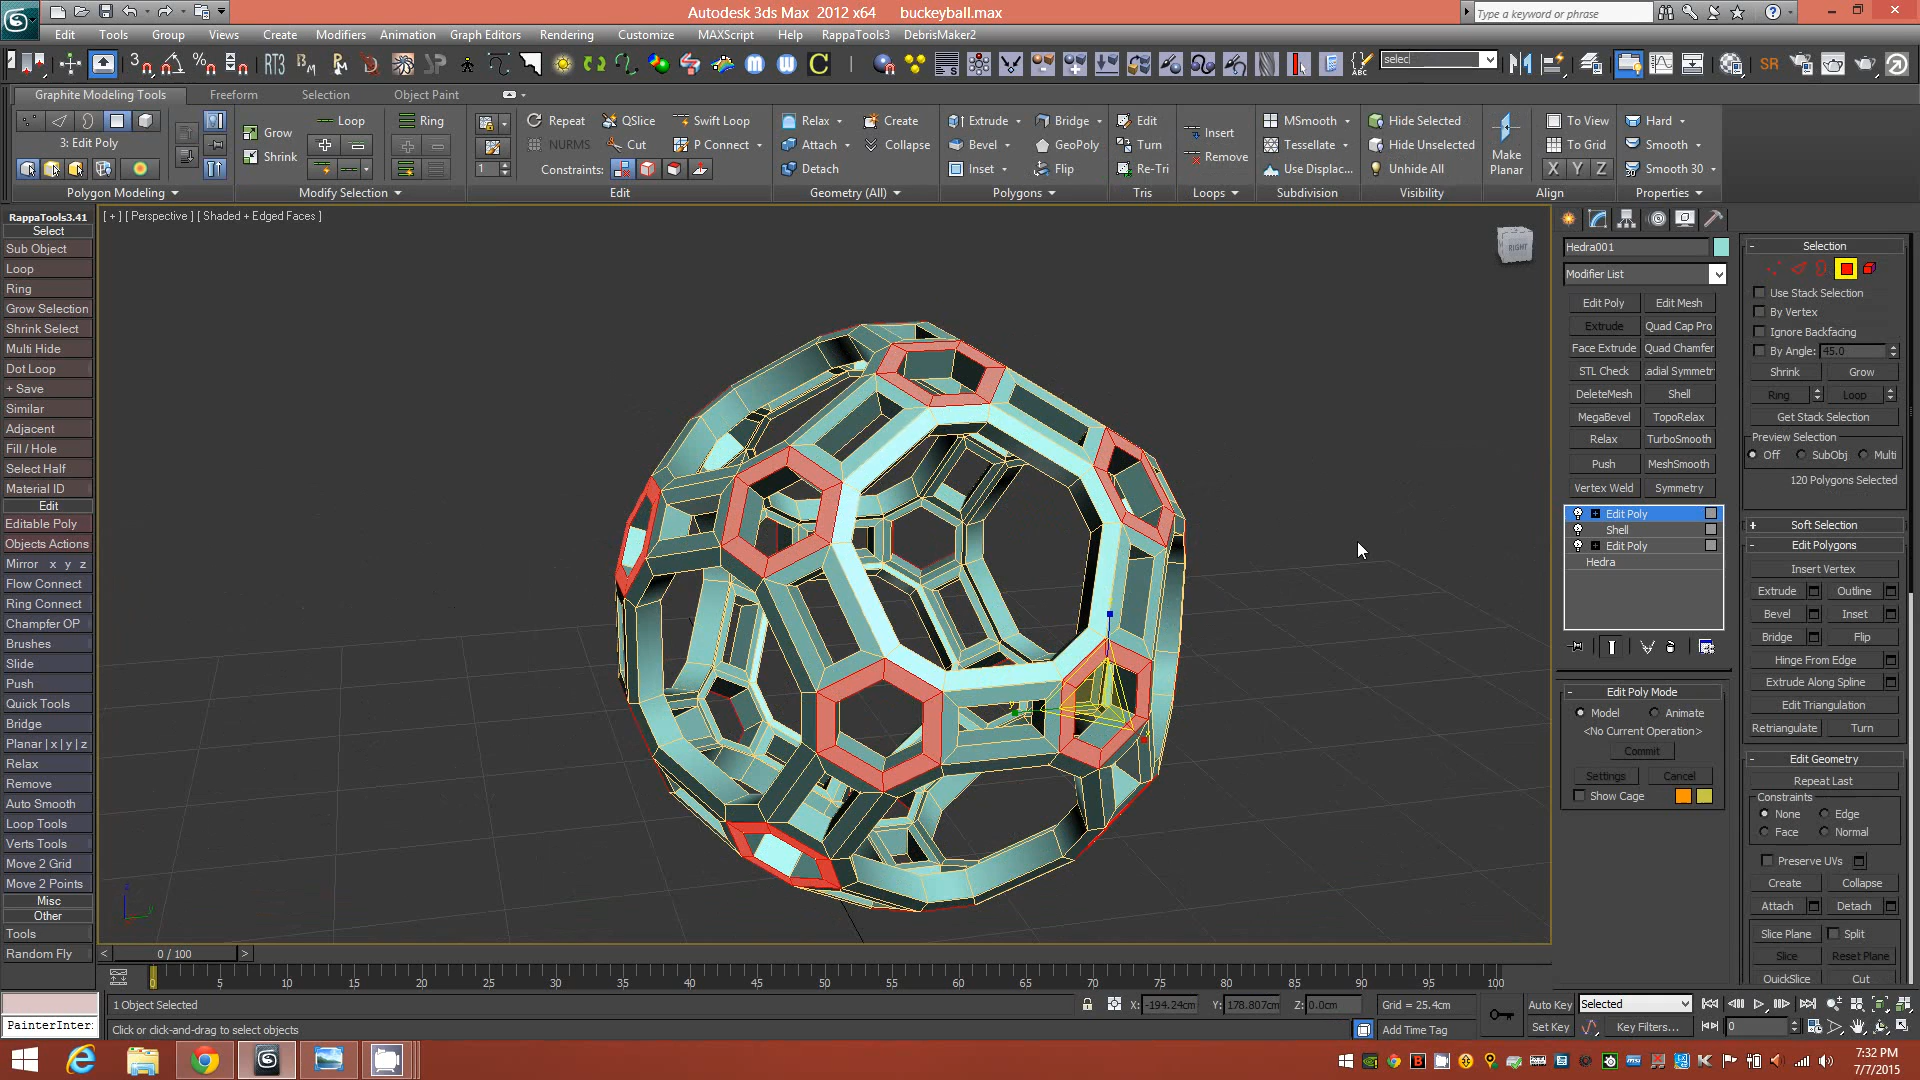 Autodesk 3ds Max 2012 x64 buckeyball.max
Type a keyword or phrase
Edit Tools Group Views Create Modifiers Animation Graph Editors Rendering Customize MAXScript Help RappaTools3 DebrisMaker2
selec
SR
Graphite Modeling Tools Freeform Selection Object Paint
Loop Ring Repeat QSlice Swift Loop Relax Create Extrude Bridge Edit MSmooth Hide Selected To View Hard
Grow Insert
3: Edit Poly NURMS Cut P Connect Attach Collapse Bevel GeoPoly Turn Tessellate Hide Unselected To Grid Smooth
Shrink Remove Make Planar
1 Constraints: Detach Inset Flip Re-Tri Use Displac... Unhide All X Y Z Smooth 30
Polygon Modeling Modify Selection Edit Geometry (All) Polygons Tris Loops Subdivision Visibility Align Properties
RappaTools3.41
Select
Sub Object
Loop
Ring
Grow Selection
Shrink Select
Multi Hide
Dot Loop
+ Save
Similar
Adjacent
Fill / Hole
Select Half
Material ID
Edit
Editable Poly
Objects Actions
Mirror x y z
Flow Connect
Ring Connect
Champfer OP
Brushes
Slide
Push
Quick Tools
Bridge
Planar | x | y | z
Relax
Remove
Auto Smooth
Loop Tools
Verts Tools
Move 2 Grid
Move 2 Points
Misc
Other
Tools
Random Fly
[ + ] [ Perspective ] [ Shaded + Edged Faces ]
RIGHT
Hedra001
Modifier List
Edit Poly Edit Mesh
Extrude Quad Cap Pro
Face Extrude Quad Chamfer
STL Check adial Symmetr
DeleteMesh Shell
MegaBevel TopoRelax
Relax TurboSmooth
Push MeshSmooth
Vertex Weld Symmetry
Edit Poly
Shell
Edit Poly
Hedra
Edit Poly Mode
Model Animate
<No Current Operation>
Commit
Settings Cancel
Show Cage
Selection
Use Stack Selection
By Vertex
Ignore Backfacing
By Angle: 45.0
Shrink Grow
Ring Loop
Get Stack Selection
Preview Selection
Off SubObj Multi
120 Polygons Selected
Soft Selection
Edit Polygons
Insert Vertex
Extrude Outline
Bevel Inset
Bridge Flip
Hinge From Edge
Extrude Along Spline
Edit Triangulation
Retriangulate Turn
Edit Geometry
Repeat Last
Constraints
None Edge
Face Normal
Preserve UVs
Create Collapse
Attach Detach
Slice Plane Split
Slice Reset Plane
QuickSlice Cut
0 / 100
0 5 10 15 20 25 30 35 40 45 50 55 60 65 70 75 80 85 90 95 100
1 Object Selected X: -194.24cm Y: 178.807cm Z: 0.0cm Grid = 25.4cm Auto Key Selected
PainterInter: Click or click-and-drag to select objects Add Time Tag Set Key Key Filters... 0
7:32 PM
7/7/2015